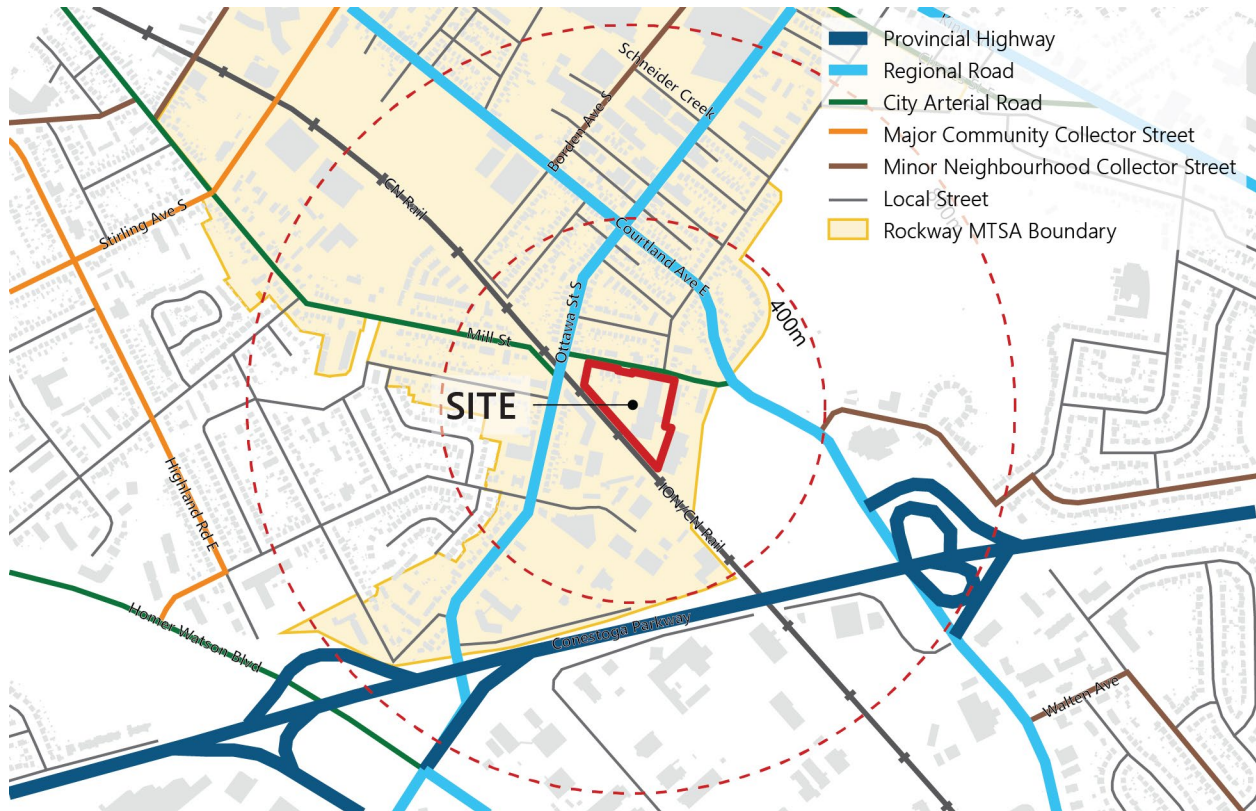 Provincial Highway
Regional Road
City Arterial Road
Major Community Collector Street
Minor Neighbourhood Collector Street
Local Street
Rockway MTSA Boundary
Schneider Creek
Borden Ave S
CN Rail
Stirling Ave S
Courtland Ave E
400m
Ottawa St S
Mill St
SITE
Highland Rd E
ION/CN Rail
Homer Watson Blvd
Conestoga Parkway
Walten Ave